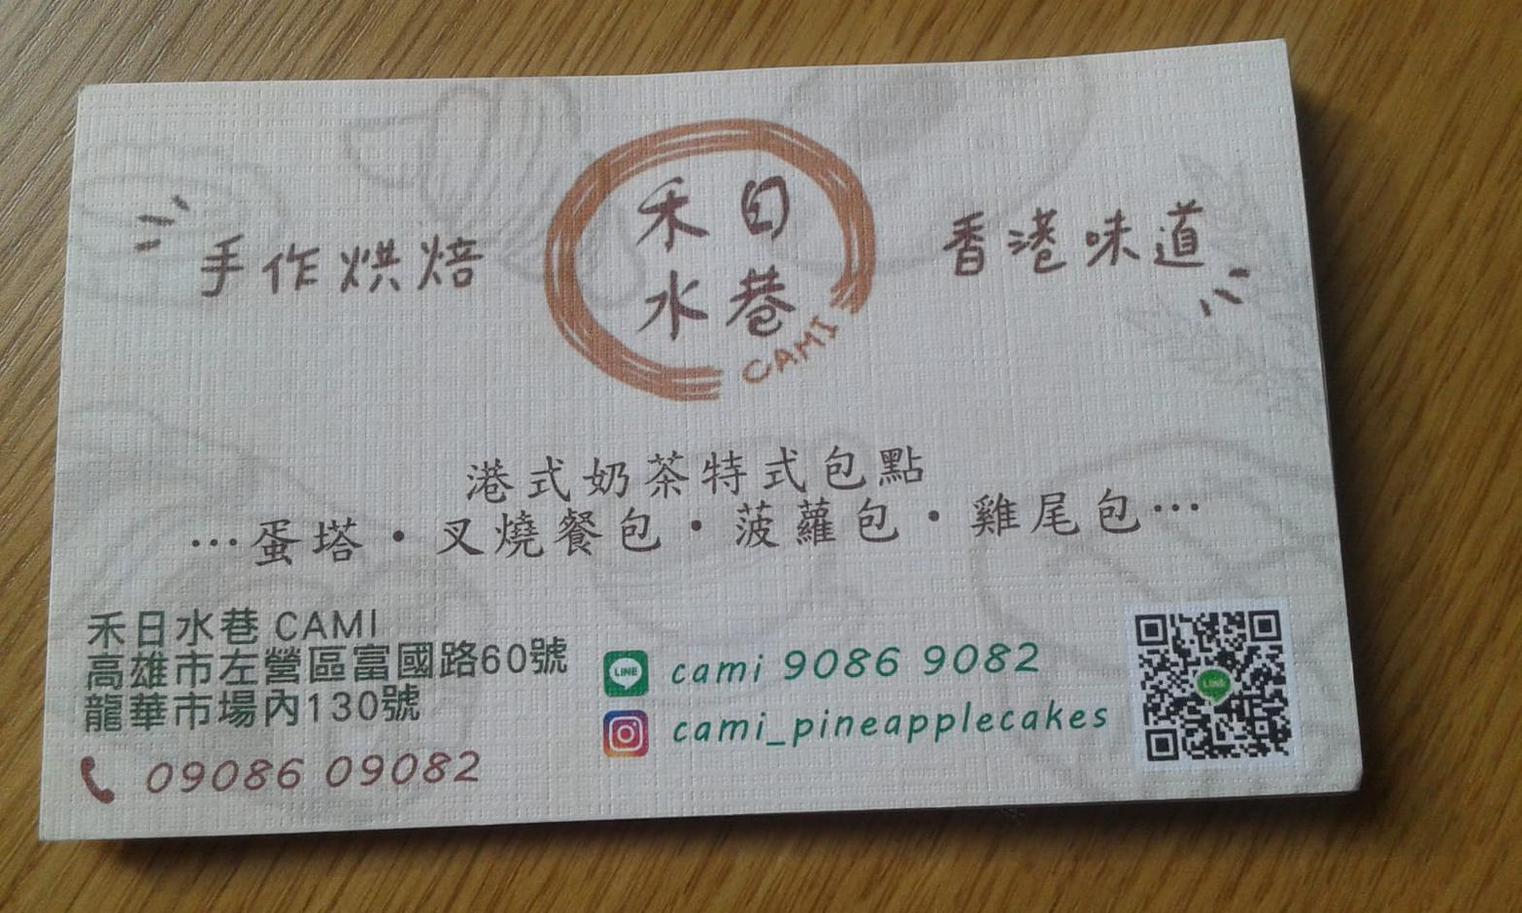 手作烘焙
禾日
水巷
CAMI
香港味道
港式奶茶特式包點
…蛋塔・叉燒餐包・菠蘿包・雞尾包…
禾日水巷 CAMI
高雄市左營區富國路60號
龍華市場內130號
09086 09082
LINE
cami 9086 9082
cami_pineapplecakes
LINE